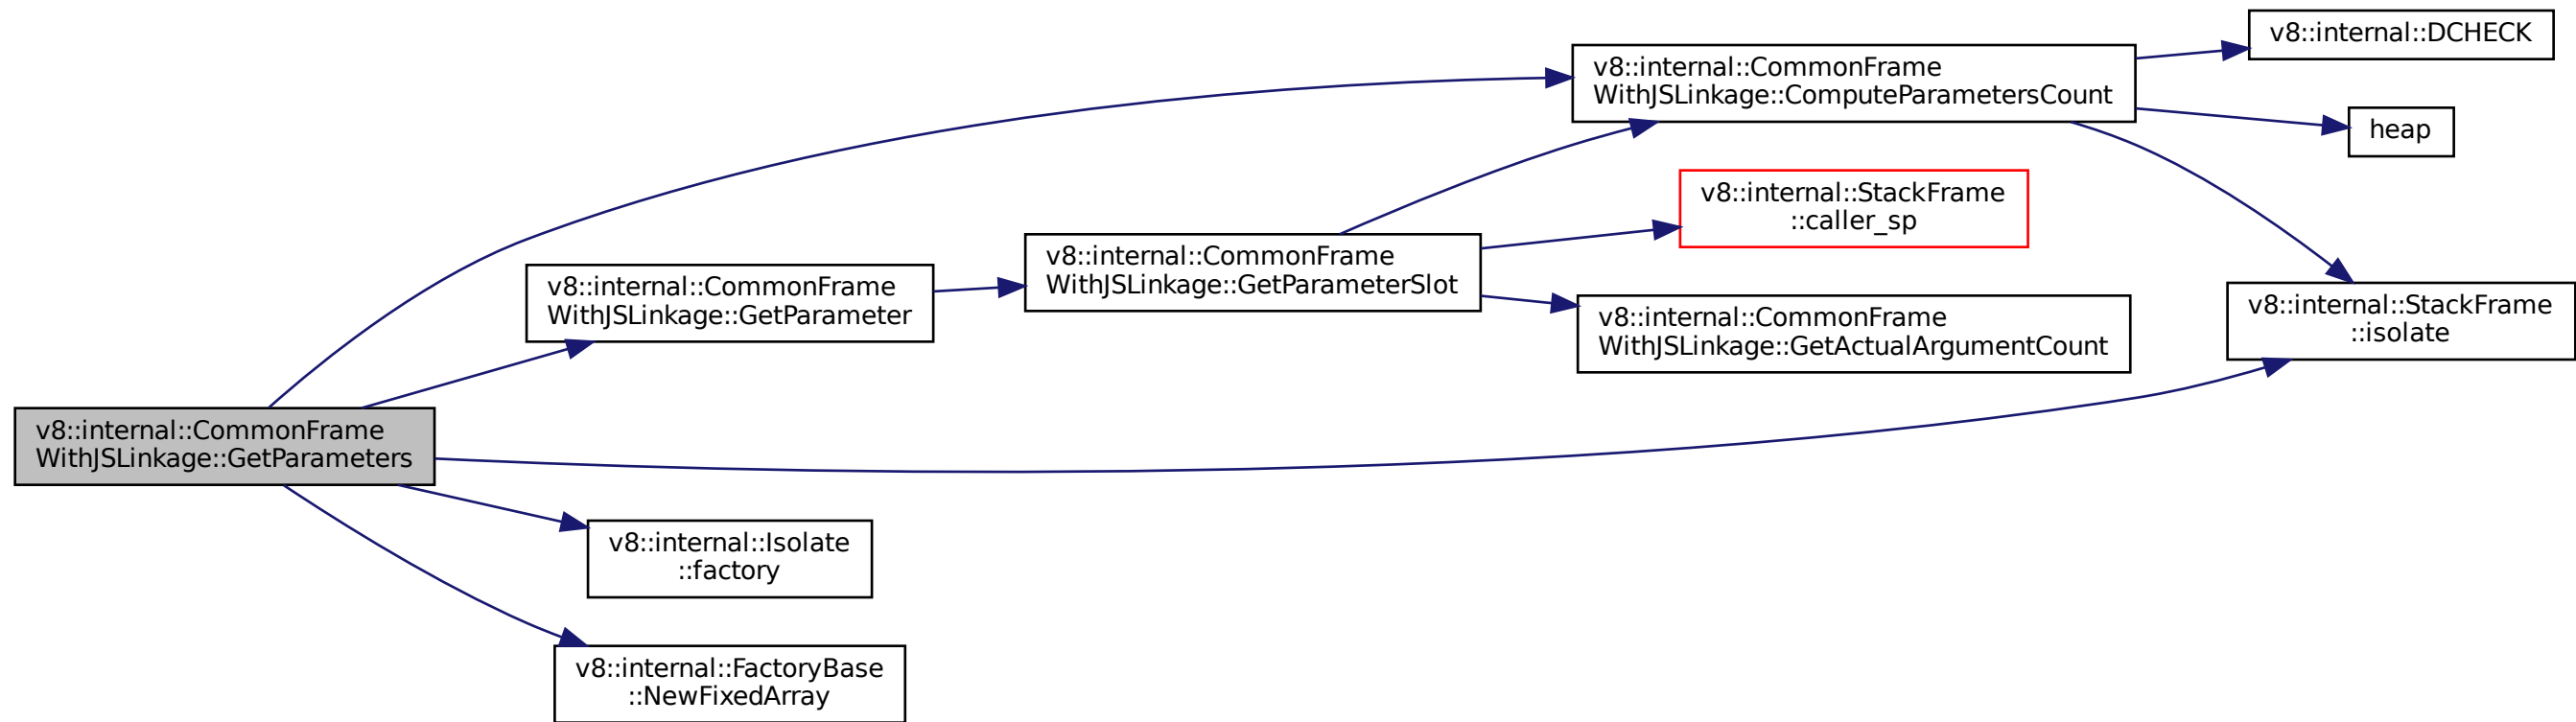 v8::internal::DCHECK
v8::internal::CommonFrame
WithJSLinkage::ComputeParametersCount
heap
v8::internal::StackFrame
::caller_sp
v8::internal::CommonFrame
WithJSLinkage::GetParameterSlot
v8::internal::CommonFrame
WithJSLinkage::GetParameter
v8::internal::StackFrame
::isolate
v8::internal::CommonFrame
WithJSLinkage::GetActualArgumentCount
v8::internal::CommonFrame
WithJSLinkage::GetParameters
v8::internal::Isolate
::factory
v8::internal::FactoryBase
::NewFixedArray